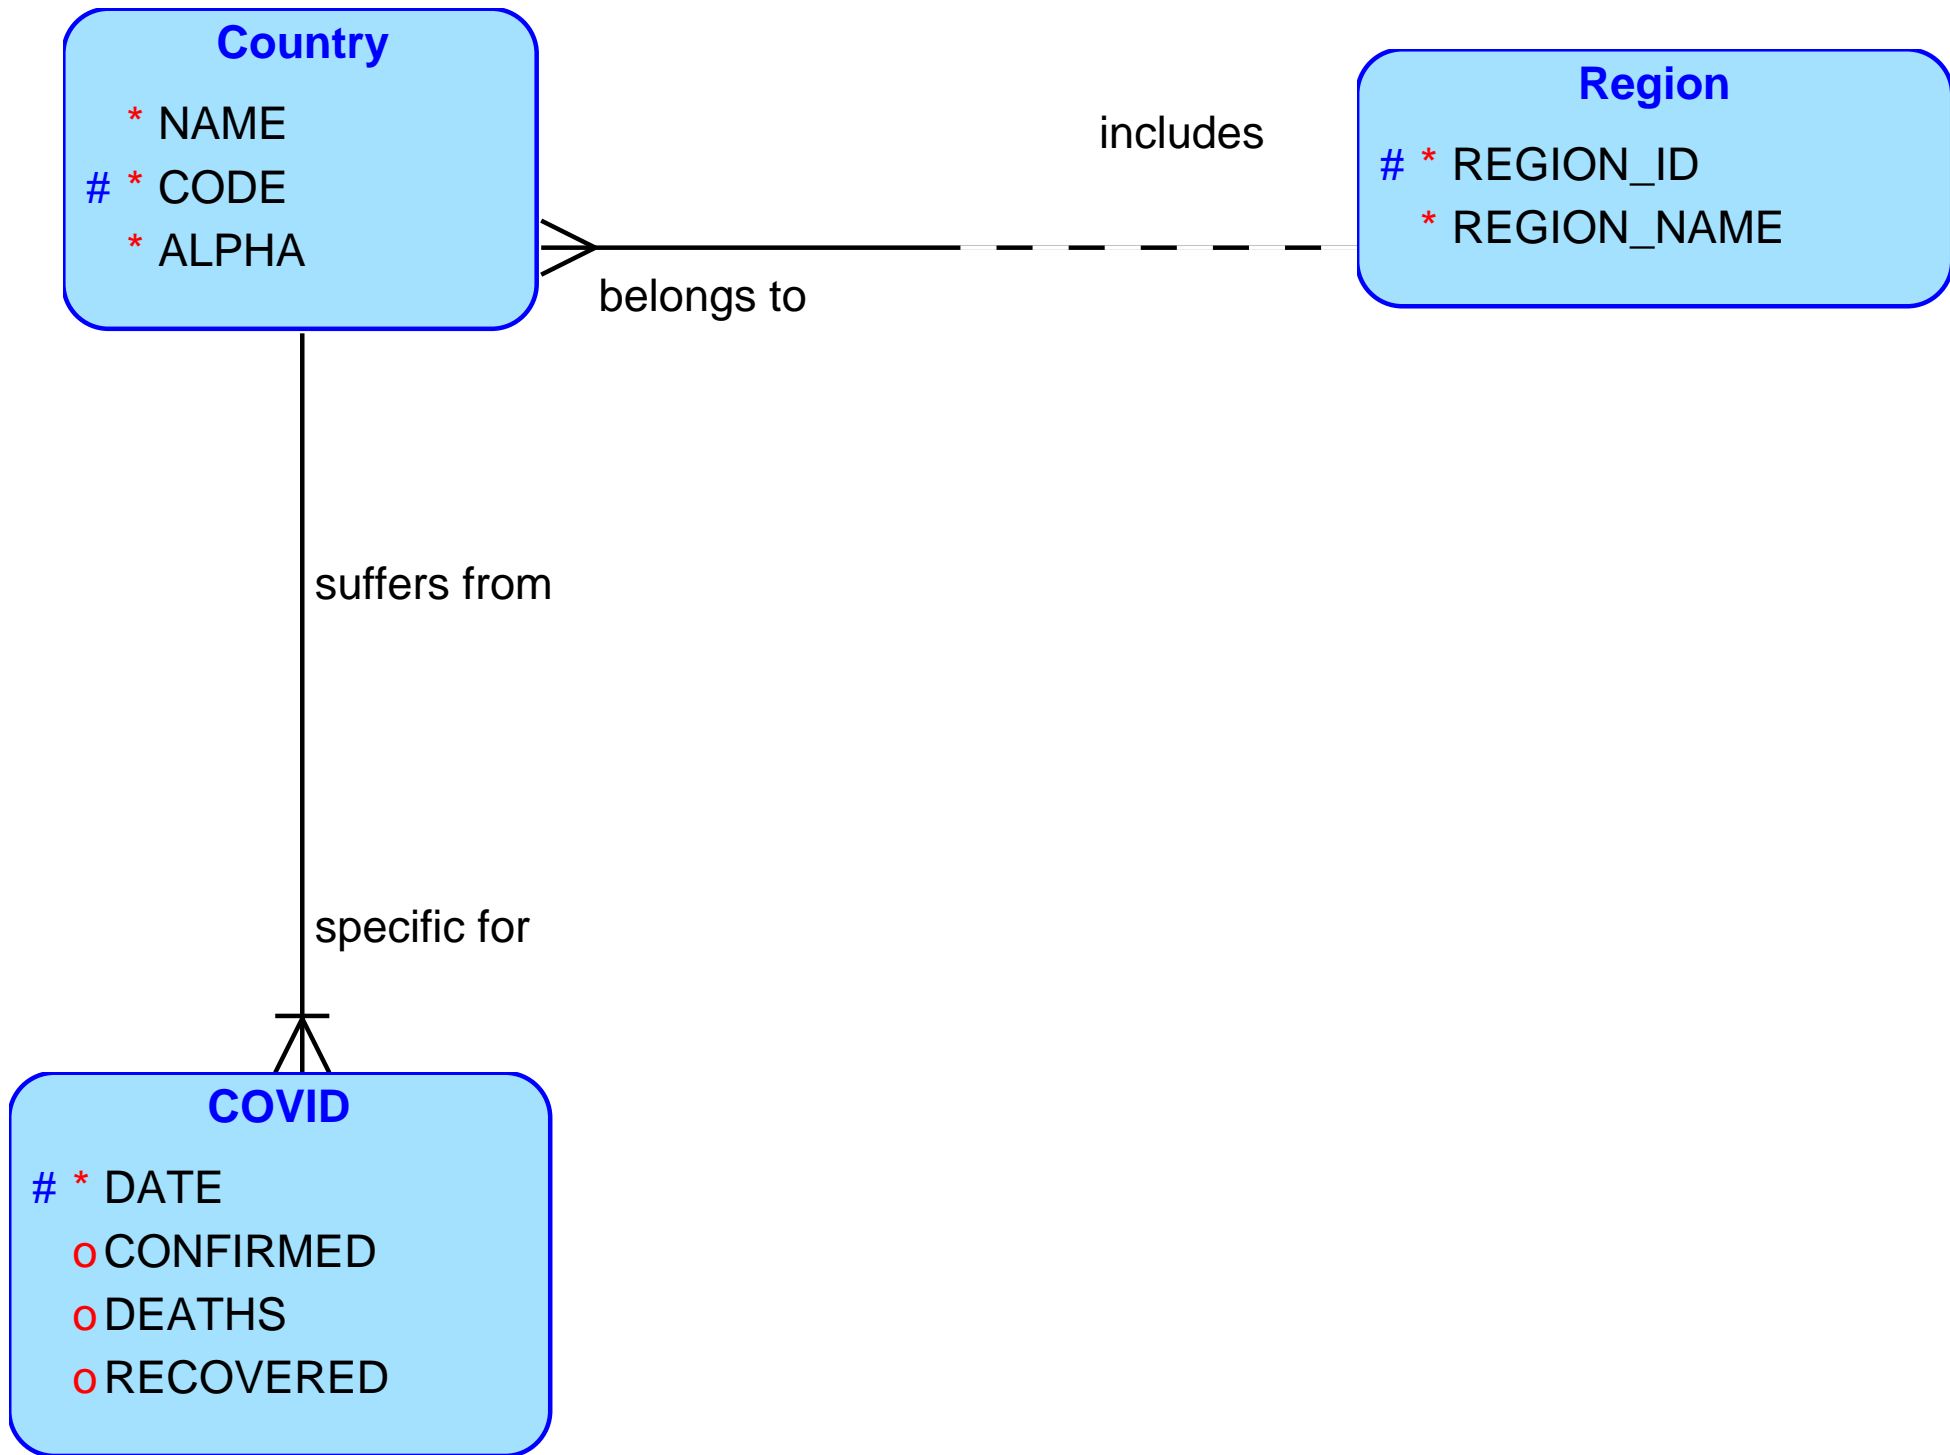 Country
* NAME
# * CODE
* ALPHA
includes
Region
# * REGION_ID
* REGION_NAME
belongs to
suffers from
specific for
COVID
# * DATE
o CONFIRMED
o DEATHS
o RECOVERED